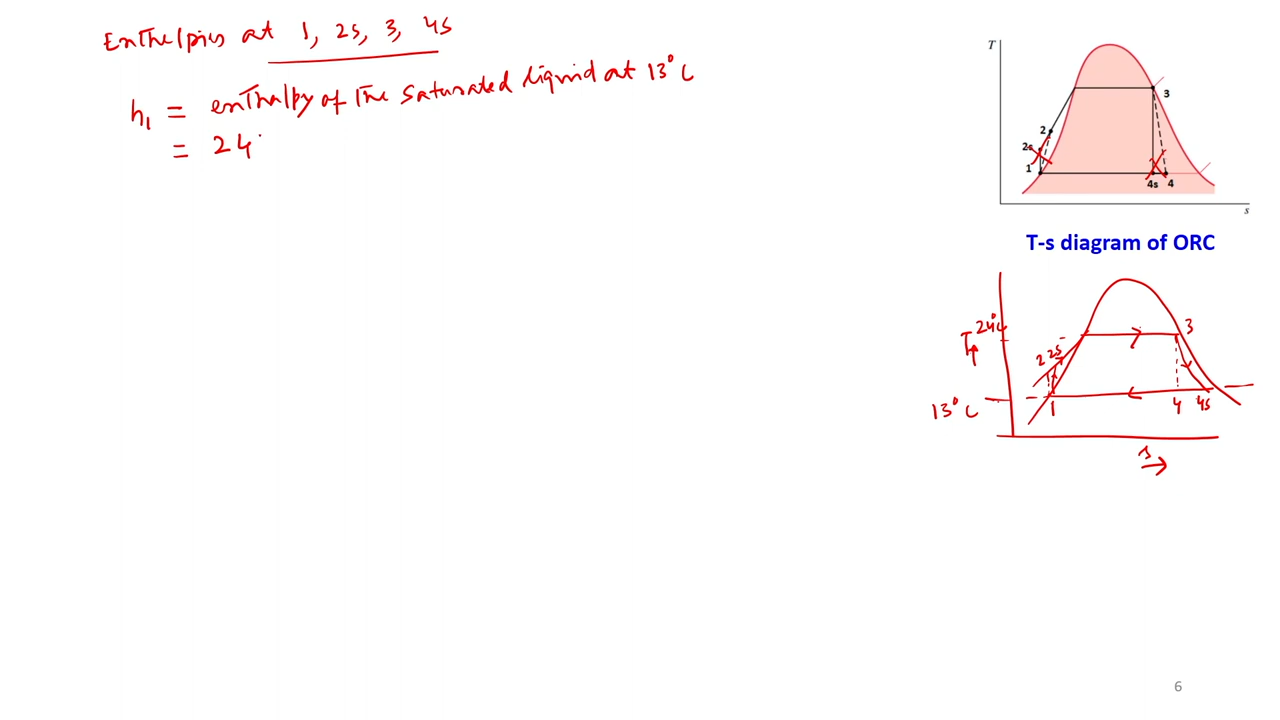 Enthalpies at 1, 2s, 3, 4s
h₁ = enthalpy of the saturated liquid at 13°C
= 24.
T
2
2s
1
3
4s 4
s
T-s diagram of ORC
T 24°C
2 2s
3
13°C
1
4 4s
s
6